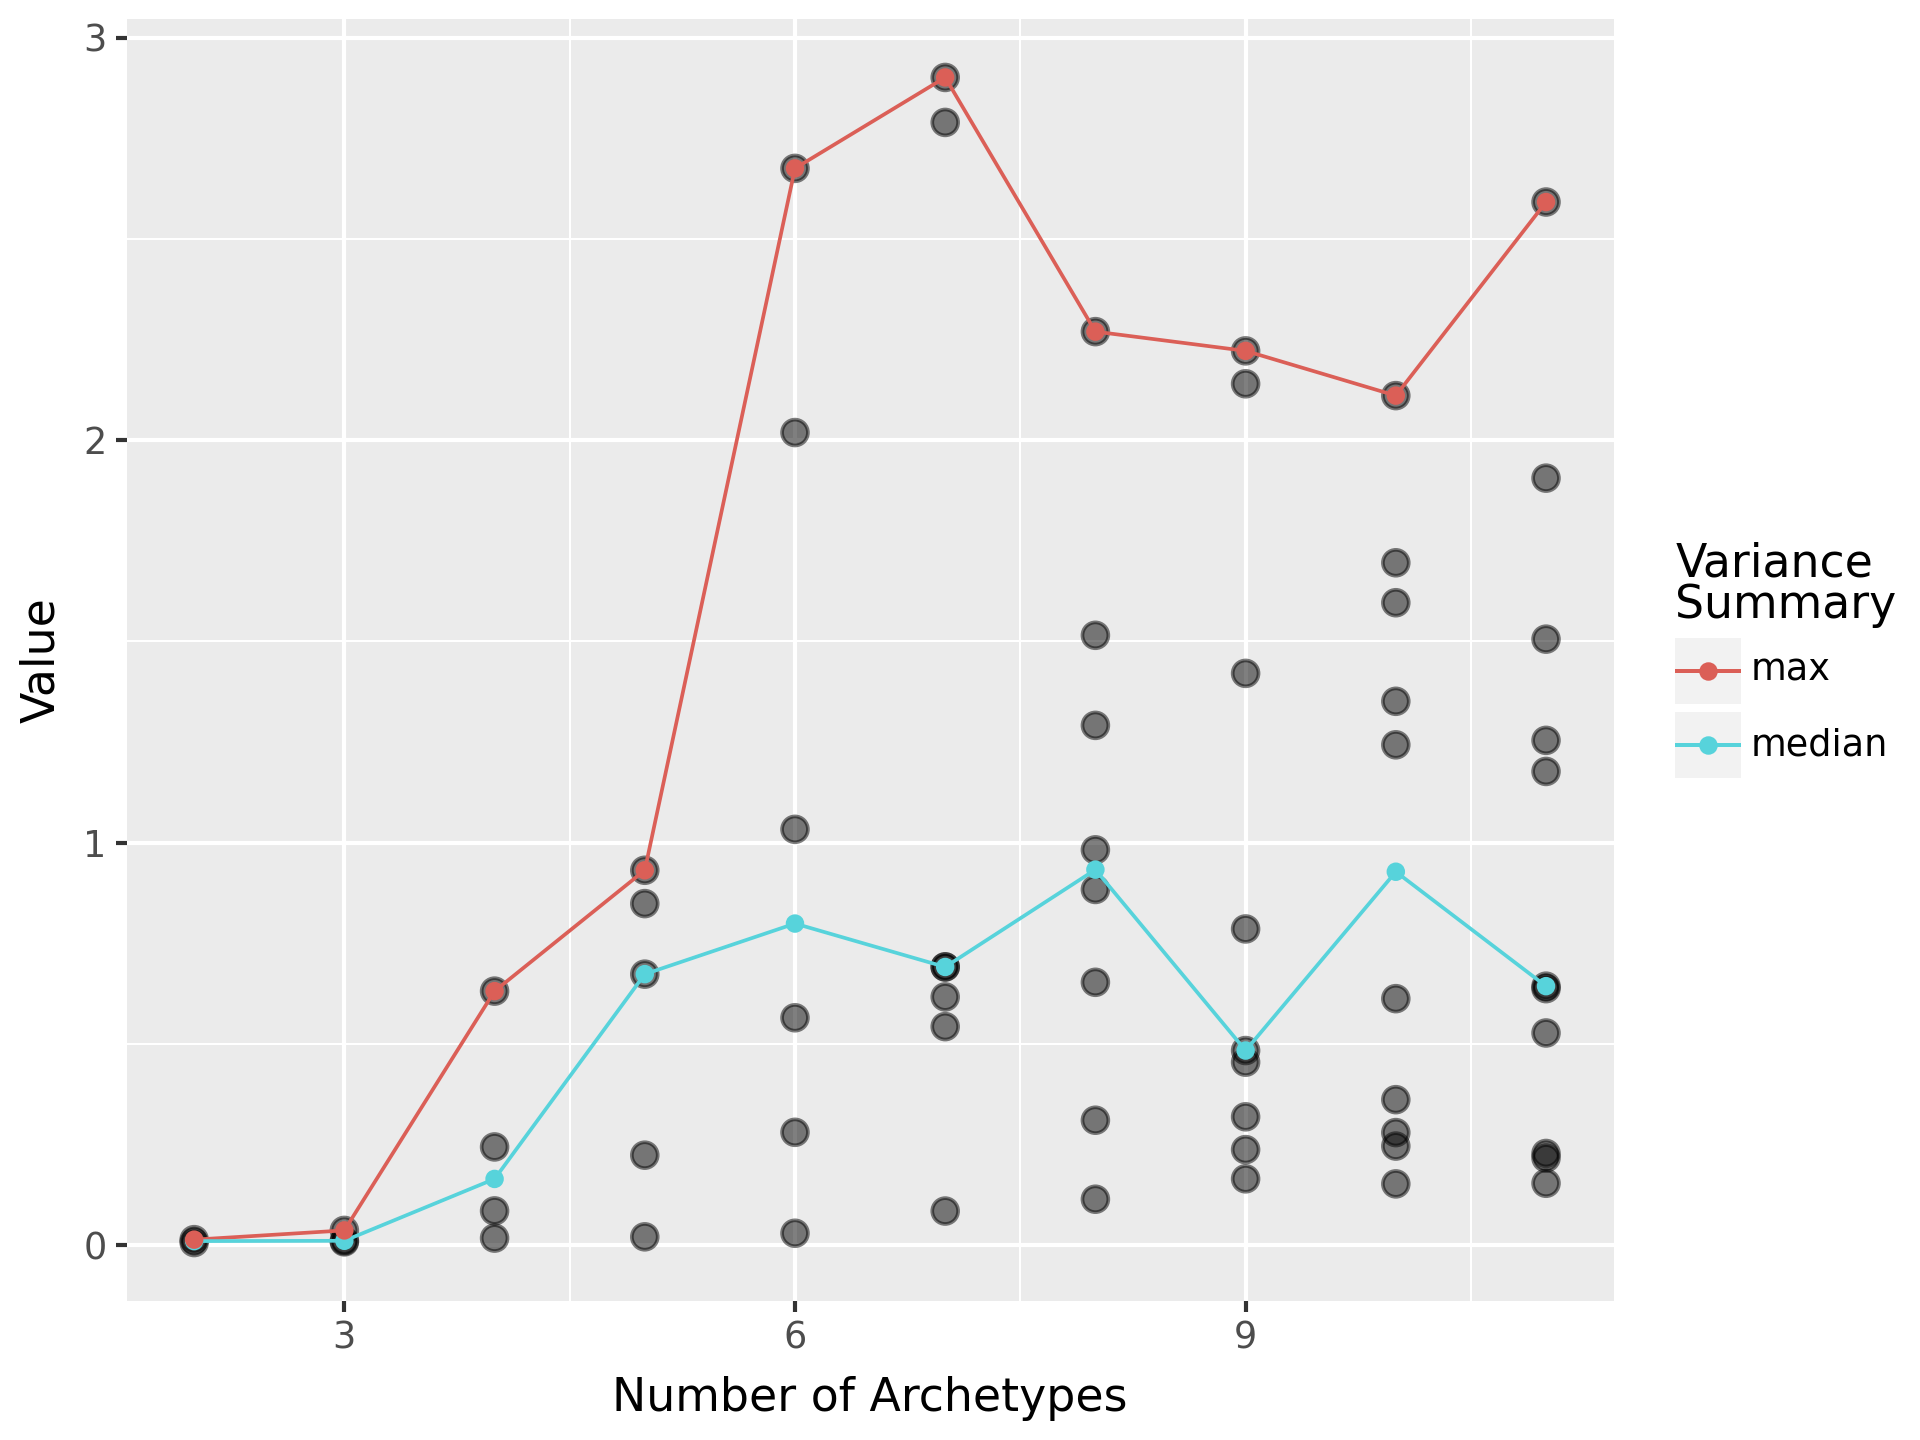 3
2
1
0
Value
3
6
9
Number of Archetypes
Variance
Summary
max
median